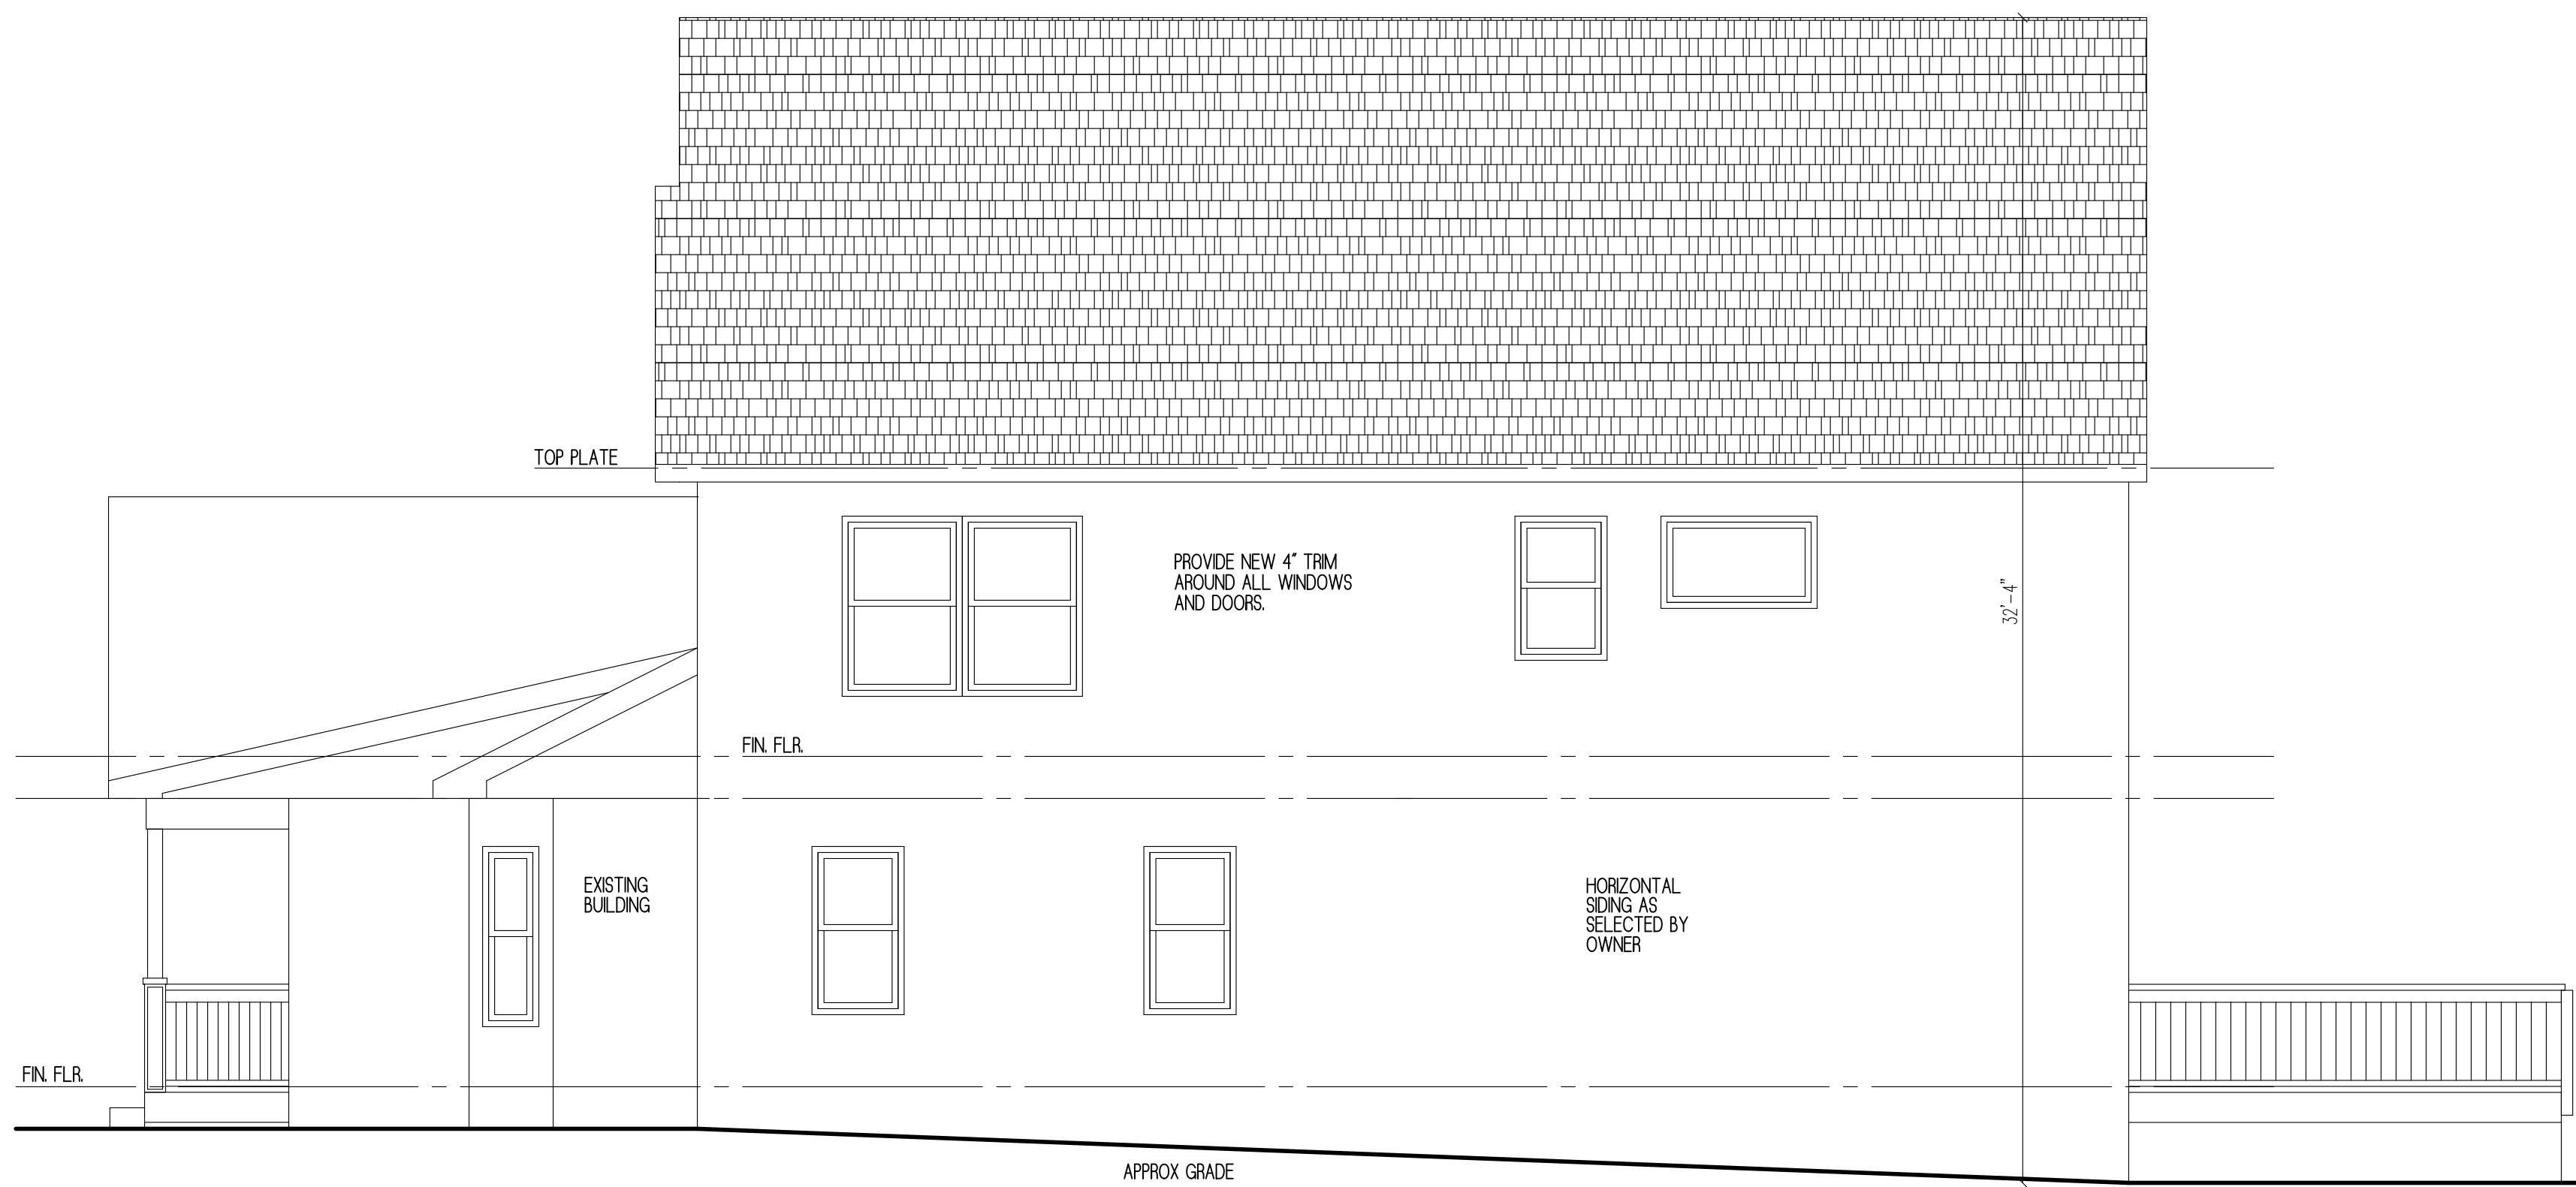 TOP PLATE
PROVIDE NEW 4" TRIM
AROUND ALL WINDOWS
AND DOORS.
32'-4"
FIN. FLR.
EXISTING
BUILDING
HORIZONTAL
SIDING AS
SELECTED BY
OWNER
FIN. FLR.
APPROX GRADE